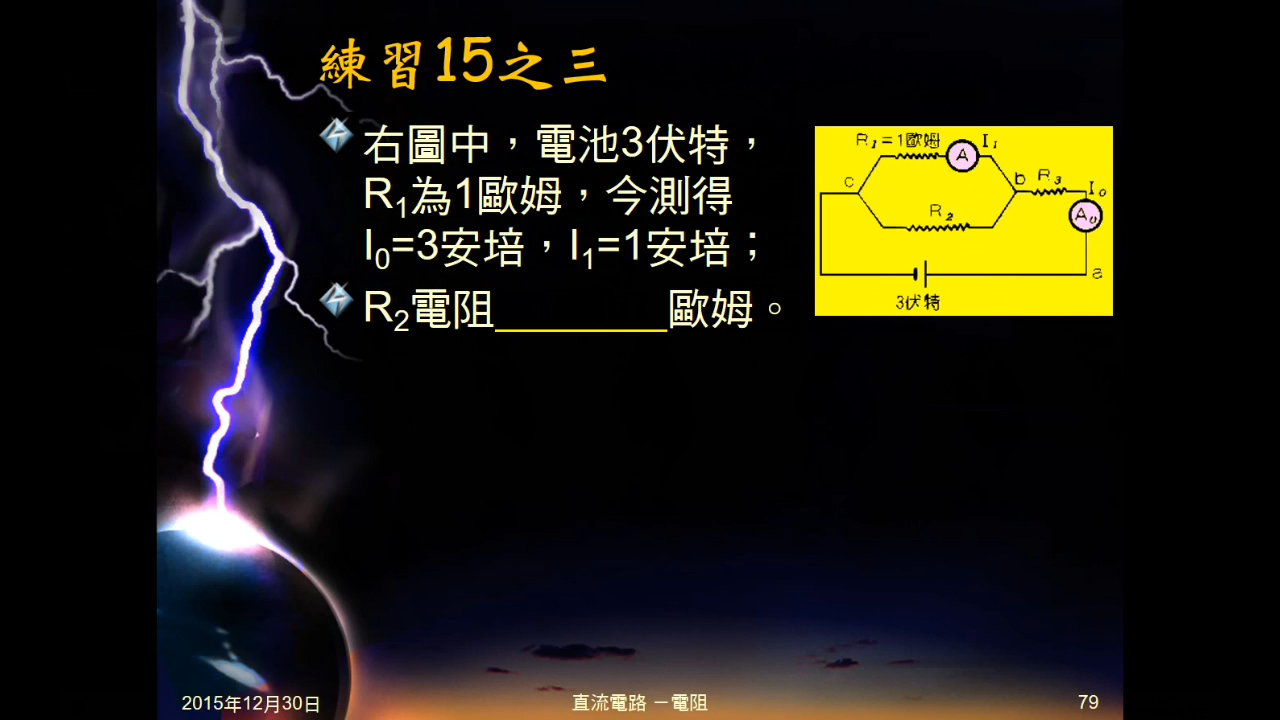 練習15之三
右圖中，電池3伏特，
R₁為1歐姆，今測得
I₀=3安培，I₁=1安培；
R₂電阻________歐姆。
R₁=1歐姆 A I₁
c b R₃ I₀
R₂ A₀
a
3伏特
2015年12月30日 直流電路 －電阻 79